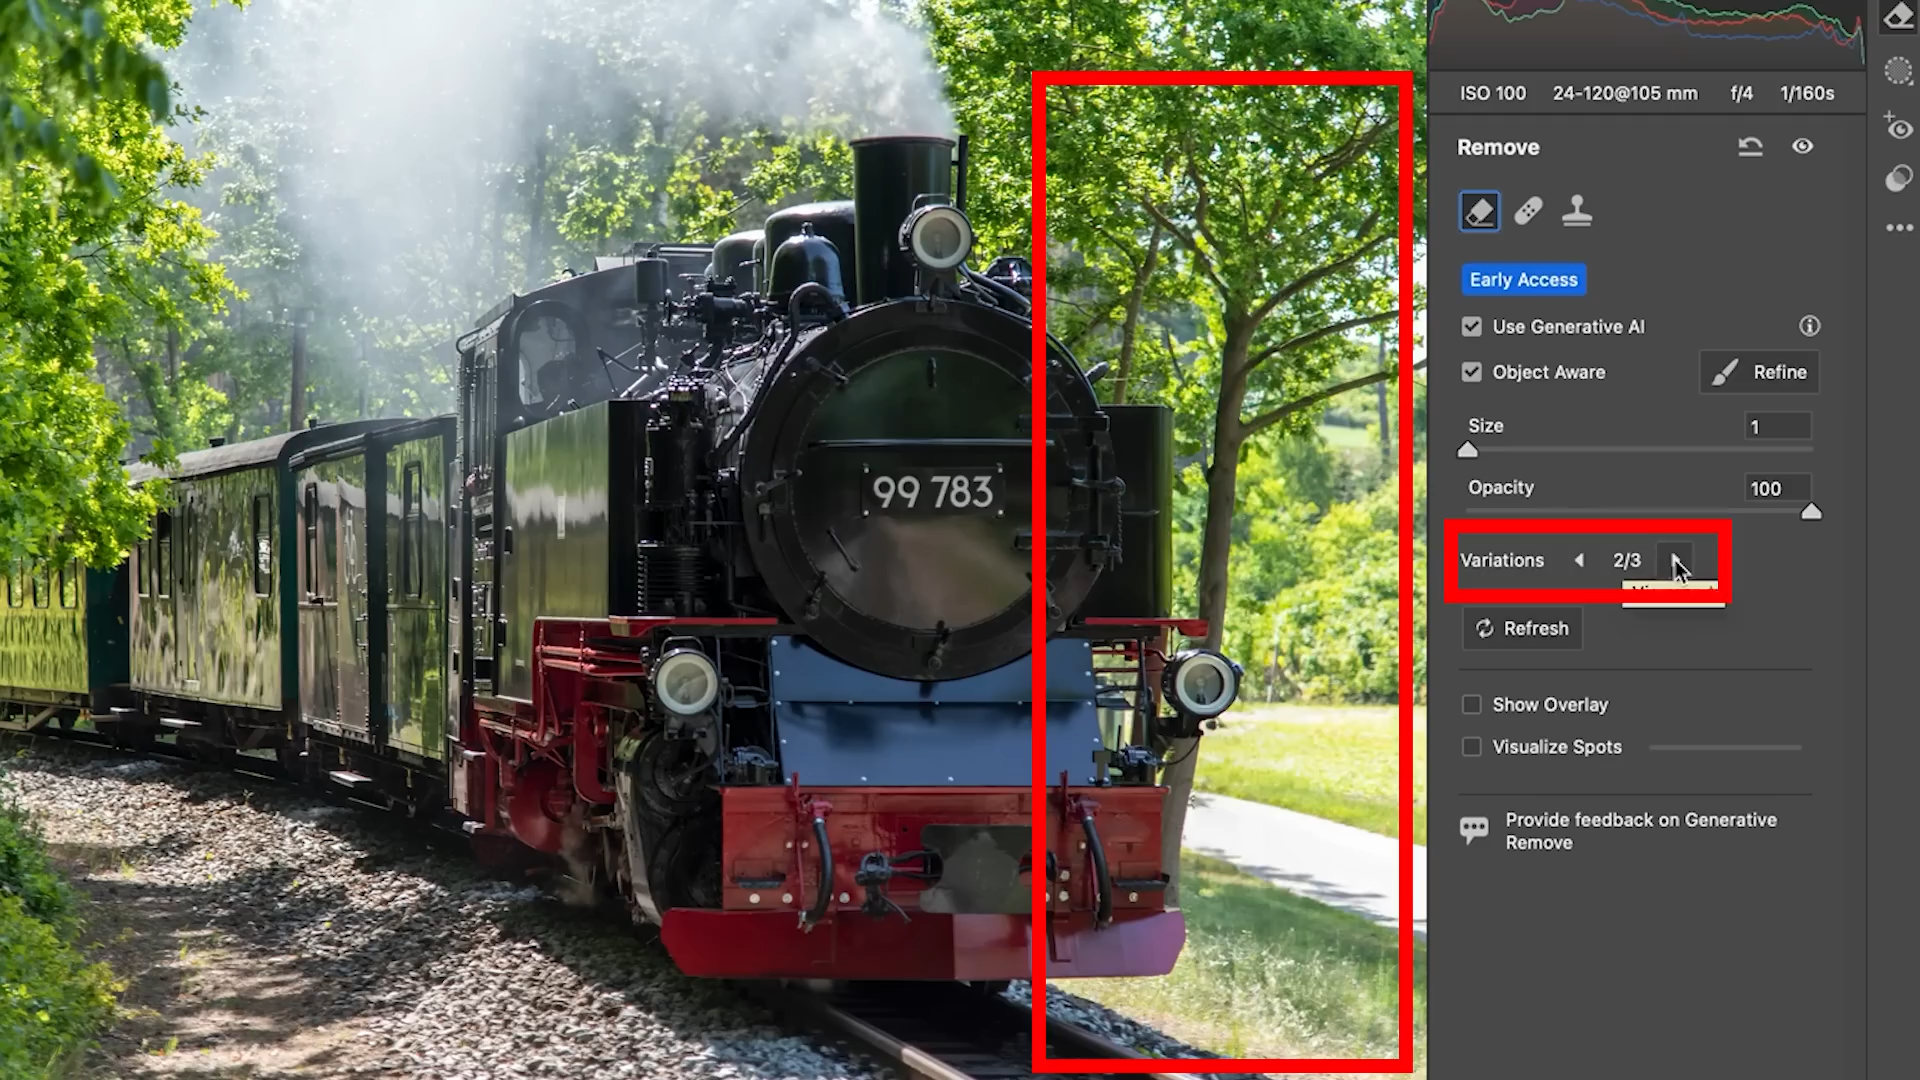 ISO 100 24-120@105 mm f/4 1/160s
Remove
Early Access
Use Generative AI
Object Aware Refine
Size 1
Opacity 100
Variations 2/3
Refresh
Show Overlay
Visualize Spots
Provide feedback on Generative
Remove
99 783